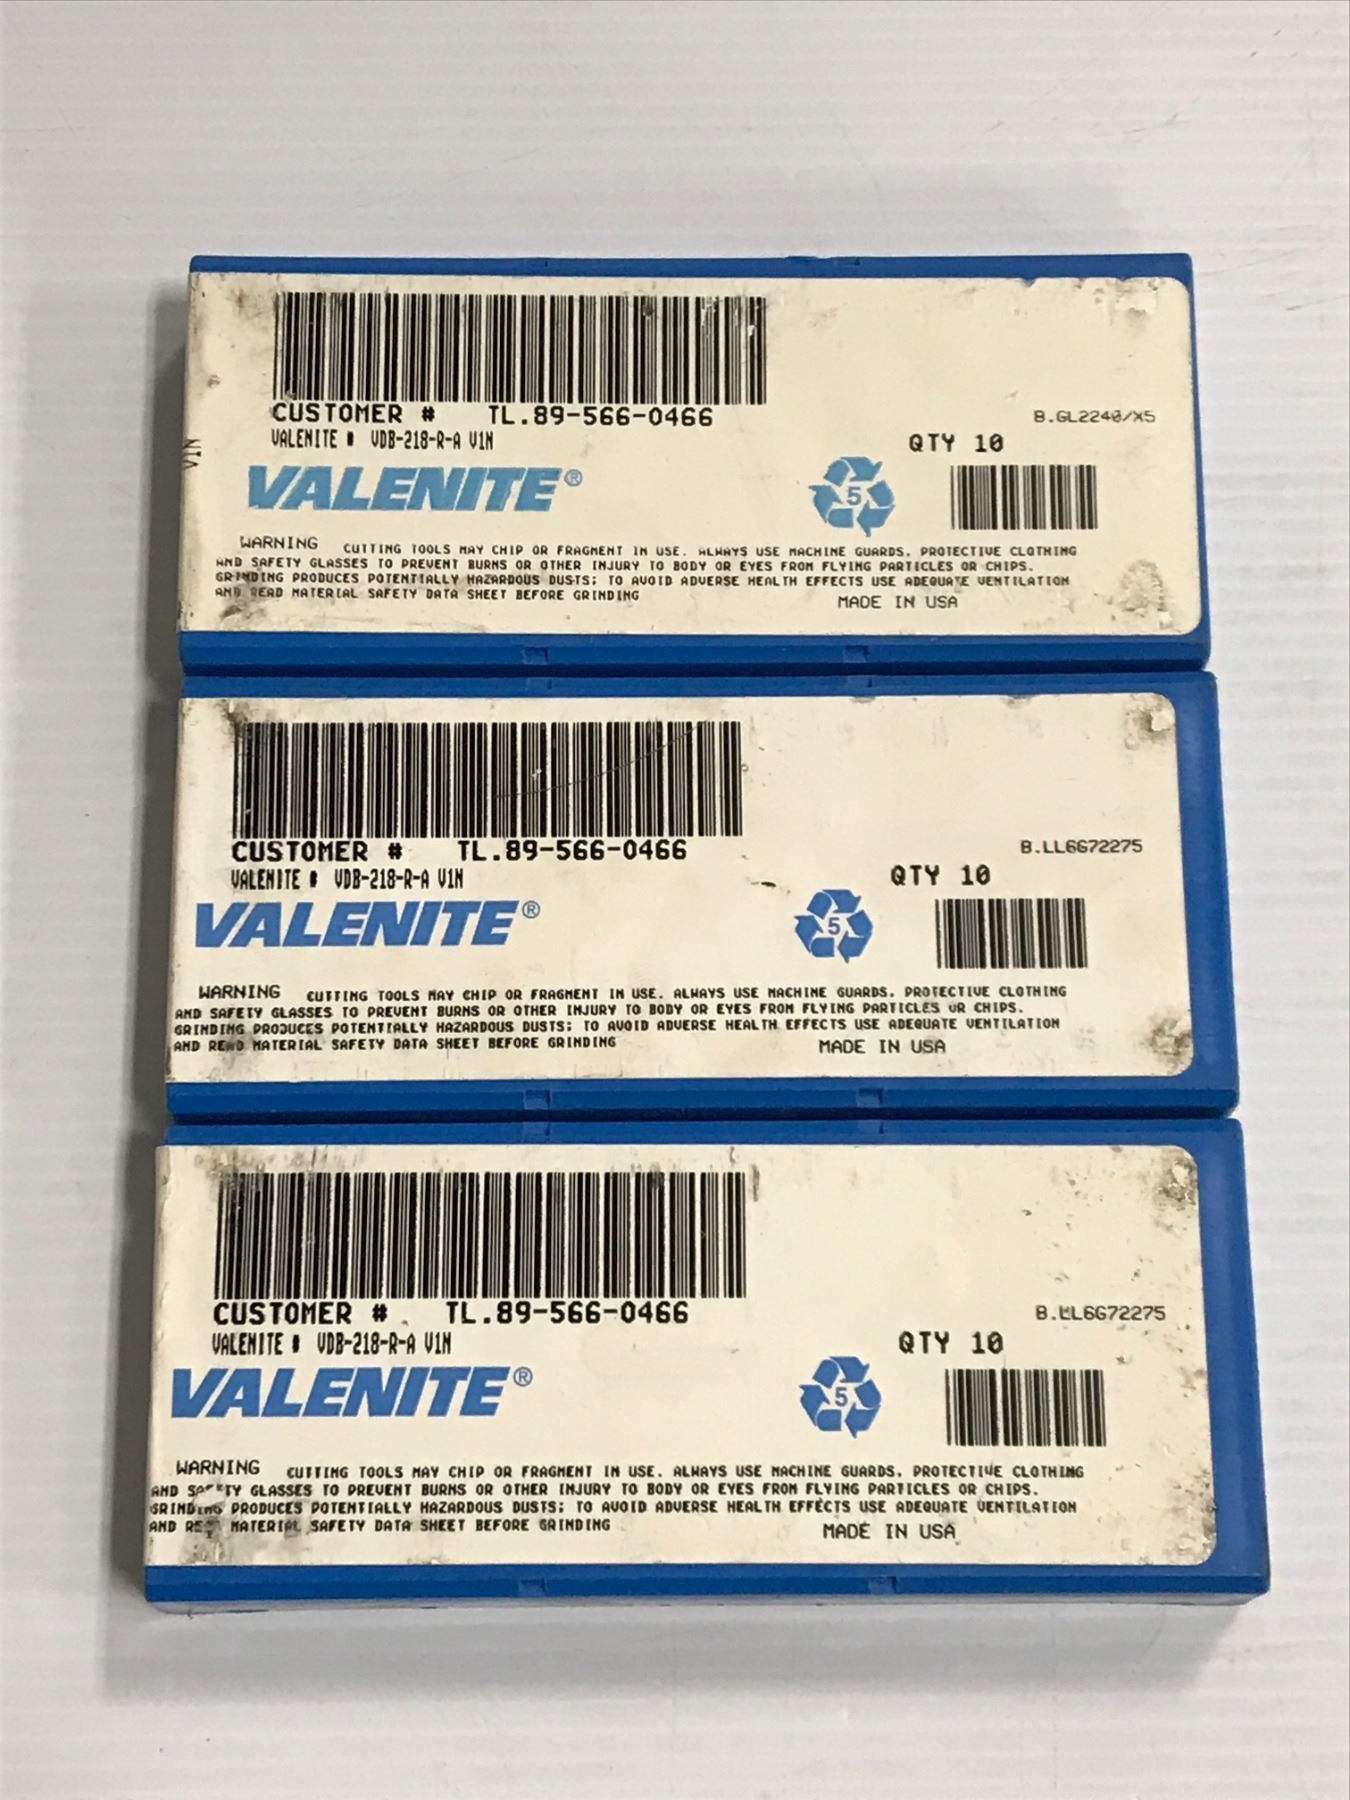 CUSTOMER # TL.89-566-0466
B.GL2240/X5
VALENITE # VDB-218-R-A V1N
QTY 10
V1N
VALENITE®
5
WARNING CUTTING TOOLS MAY CHIP OR FRAGMENT IN USE. ALWAYS USE MACHINE GUARDS. PROTECTIVE CLOTHING
AND SAFETY GLASSES TO PREVENT BURNS OR OTHER INJURY TO BODY OR EYES FROM FLYING PARTICLES OR CHIPS.
GRINDING PRODUCES POTENTIALLY HAZARDOUS DUSTS; TO AVOID ADVERSE HEALTH EFFECTS USE ADEQUATE VENTILATION
AND READ MATERIAL SAFETY DATA SHEET BEFORE GRINDING
MADE IN USA
CUSTOMER # TL.89-566-0466
B.LL6G72275
VALENITE # VDB-218-R-A V1N
QTY 10
VALENITE®
5
WARNING CUTTING TOOLS MAY CHIP OR FRAGMENT IN USE. ALWAYS USE MACHINE GUARDS. PROTECTIVE CLOTHING
AND SAFETY GLASSES TO PREVENT BURNS OR OTHER INJURY TO BODY OR EYES FROM FLYING PARTICLES OR CHIPS.
GRINDING PRODUCES POTENTIALLY HAZARDOUS DUSTS; TO AVOID ADVERSE HEALTH EFFECTS USE ADEQUATE VENTILATION
AND READ MATERIAL SAFETY DATA SHEET BEFORE GRINDING
MADE IN USA
CUSTOMER # TL.89-566-0466
B.LL6G72275
VALENITE # VDB-218-R-A V1N
QTY 10
VALENITE®
5
WARNING CUTTING TOOLS MAY CHIP OR FRAGMENT IN USE. ALWAYS USE MACHINE GUARDS. PROTECTIVE CLOTHING
AND SAFETY GLASSES TO PREVENT BURNS OR OTHER INJURY TO BODY OR EYES FROM FLYING PARTICLES OR CHIPS.
GRINDING PRODUCES POTENTIALLY HAZARDOUS DUSTS; TO AVOID ADVERSE HEALTH EFFECTS USE ADEQUATE VENTILATION
AND READ MATERIAL SAFETY DATA SHEET BEFORE GRINDING
MADE IN USA